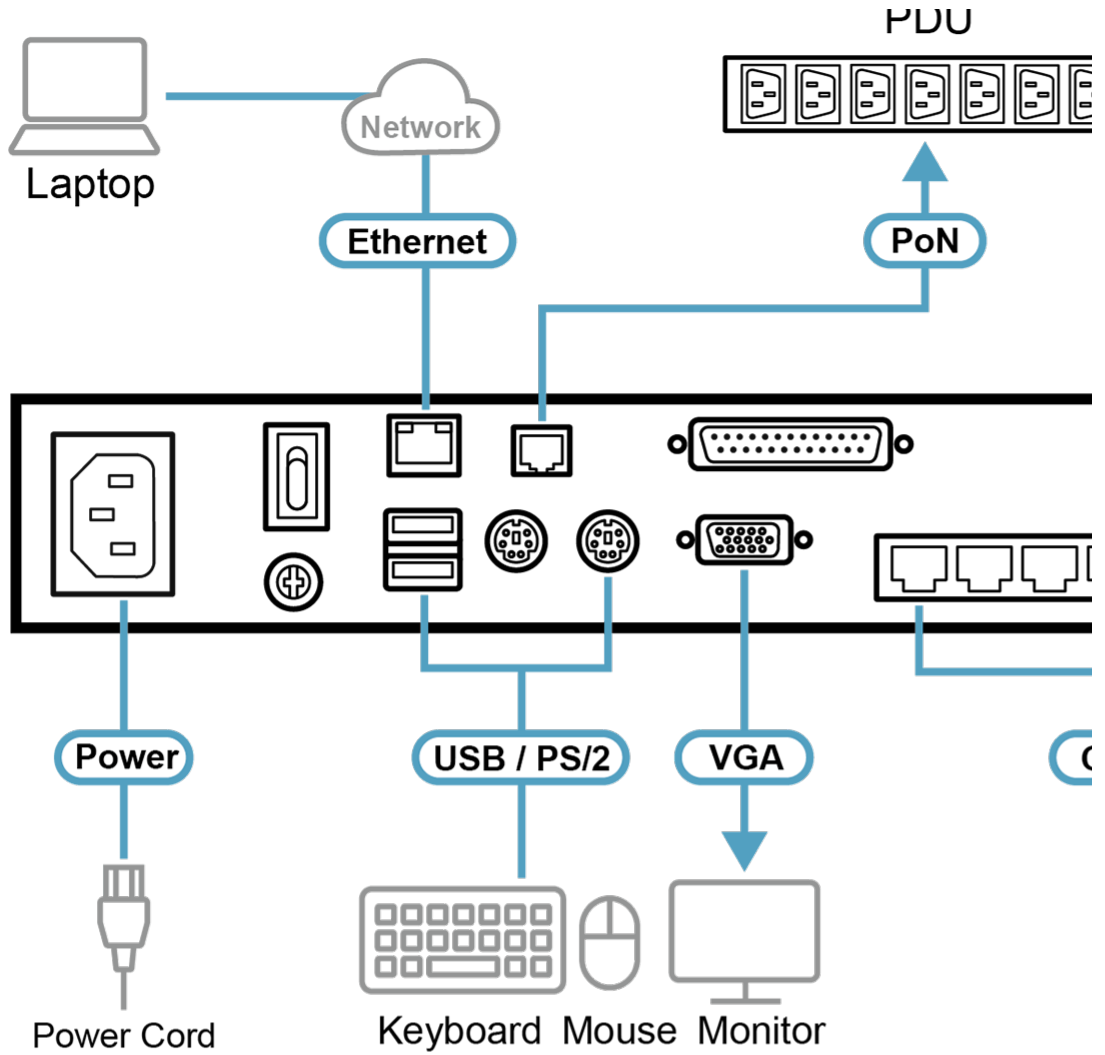 PDU
Network
Laptop
Ethernet
PoN
Power
USB / PS/2
VGA
Power Cord
Keyboard
Mouse
Monitor